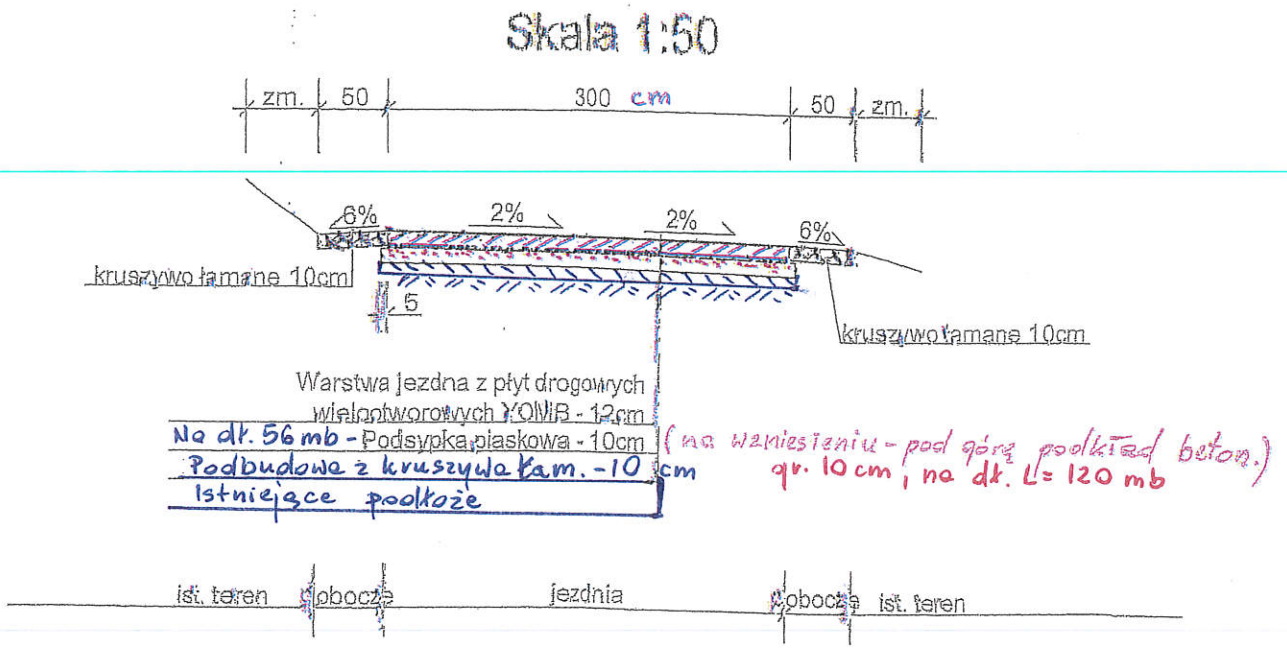 Skala 1:50
zm. 50 300 cm 50 zm.
6% 2% 2% 6%
kruszywo łamane 10cm
5
kruszywo łamane 10cm
Warstwa jezdna z płyt drogowych
wielootworowych YOMB - 12cm
Na dł. 56 mb - Podsypka piaskowa - 10cm (na wzniesieniu - pod górę podkład beton.)
Podbudowa z kruszywa łam. - 10 cm gr. 10 cm, na dł. L= 120 mb
Istniejące podłoże
ist. teren pobocze jezdnia pobocze ist. teren